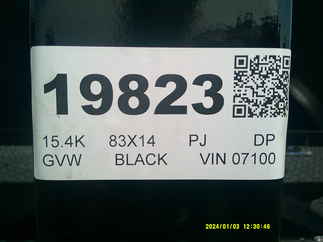 19823
15.4K 83X14 PJ DP
GVW BLACK VIN 07100
2024/01/03 12:30:46